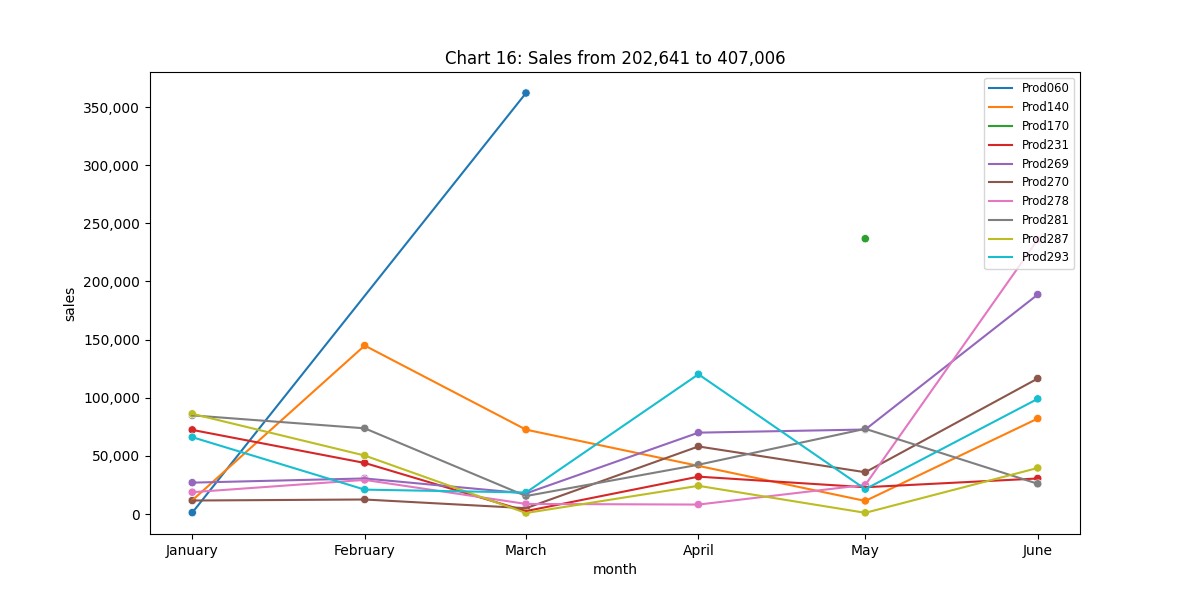 Chart 16: Sales from 202,641 to 407,006
350,000
300,000
250,000
200,000
150,000
100,000
50,000
0
sales
January February March April May June
month
Prod060
Prod140
Prod170
Prod231
Prod269
Prod270
Prod278
Prod281
Prod287
Prod293